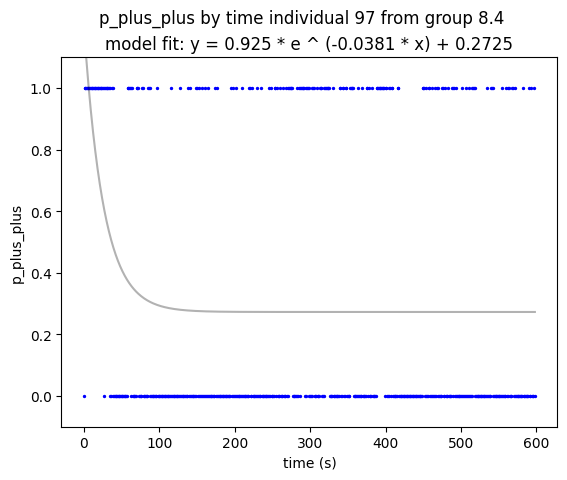 p_plus_plus by time individual 97 from group 8.4
model fit: y = 0.925 * e ^ (-0.0381 * x) + 0.2725
1.0
0.8
0.6
0.4
0.2
0.0
p_plus_plus
0 100 200 300 400 500 600
time (s)